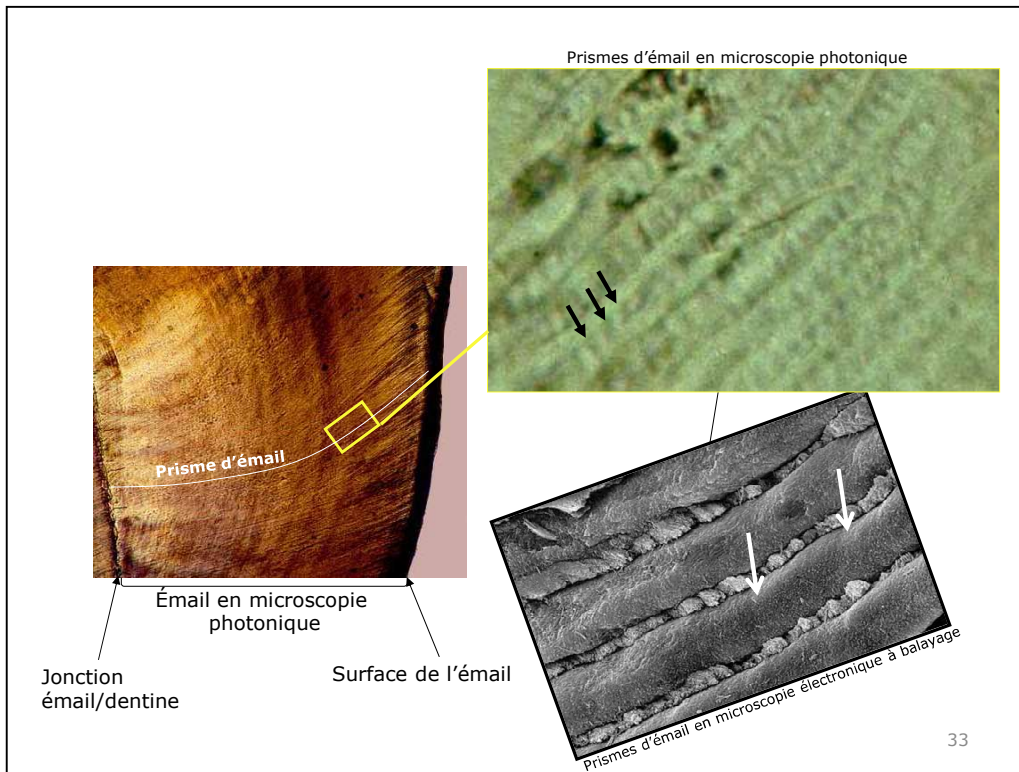 Prismes d'émail en microscopie photonique
Prisme d'émail
Émail en microscopie
photonique
Jonction
émail/dentine
Surface de l'émail
Prismes d'émail en microscopie électronique à balayage
33